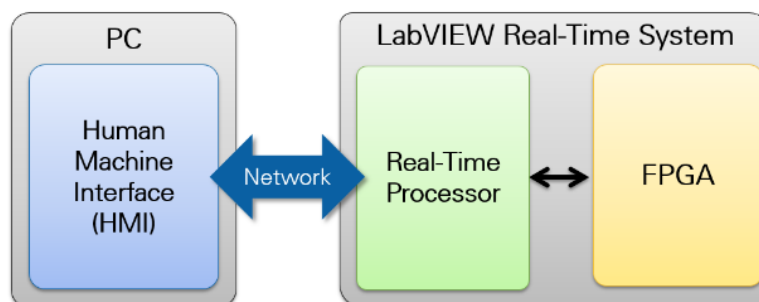 PC
Human
Machine
Interface
(HMI)
Network
LabVIEW Real-Time System
Real-Time
Processor
FPGA